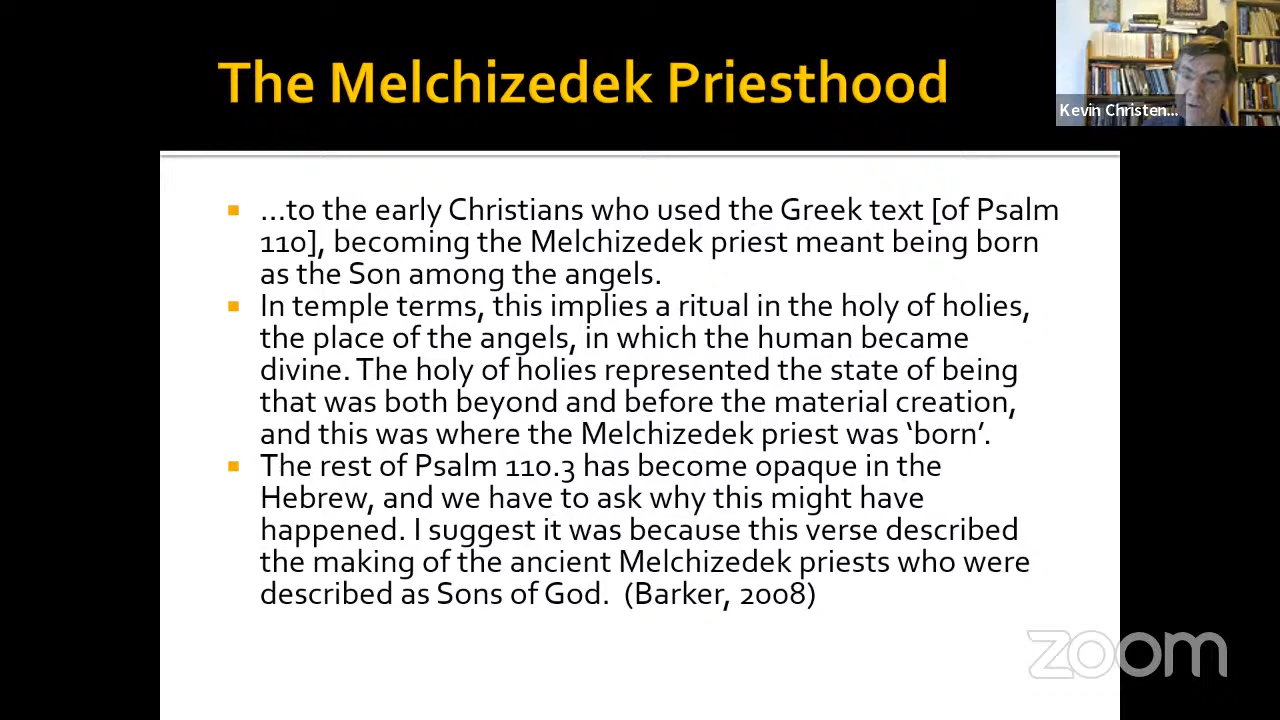 The Melchizedek Priesthood
Kevin Christen...
...to the early Christians who used the Greek text [of Psalm
110], becoming the Melchizedek priest meant being born
as the Son among the angels.
In temple terms, this implies a ritual in the holy of holies,
the place of the angels, in which the human became
divine. The holy of holies represented the state of being
that was both beyond and before the material creation,
and this was where the Melchizedek priest was ‘born’.
The rest of Psalm 110.3 has become opaque in the
Hebrew, and we have to ask why this might have
happened. I suggest it was because this verse described
the making of the ancient Melchizedek priests who were
described as Sons of God.  (Barker, 2008)
zoom